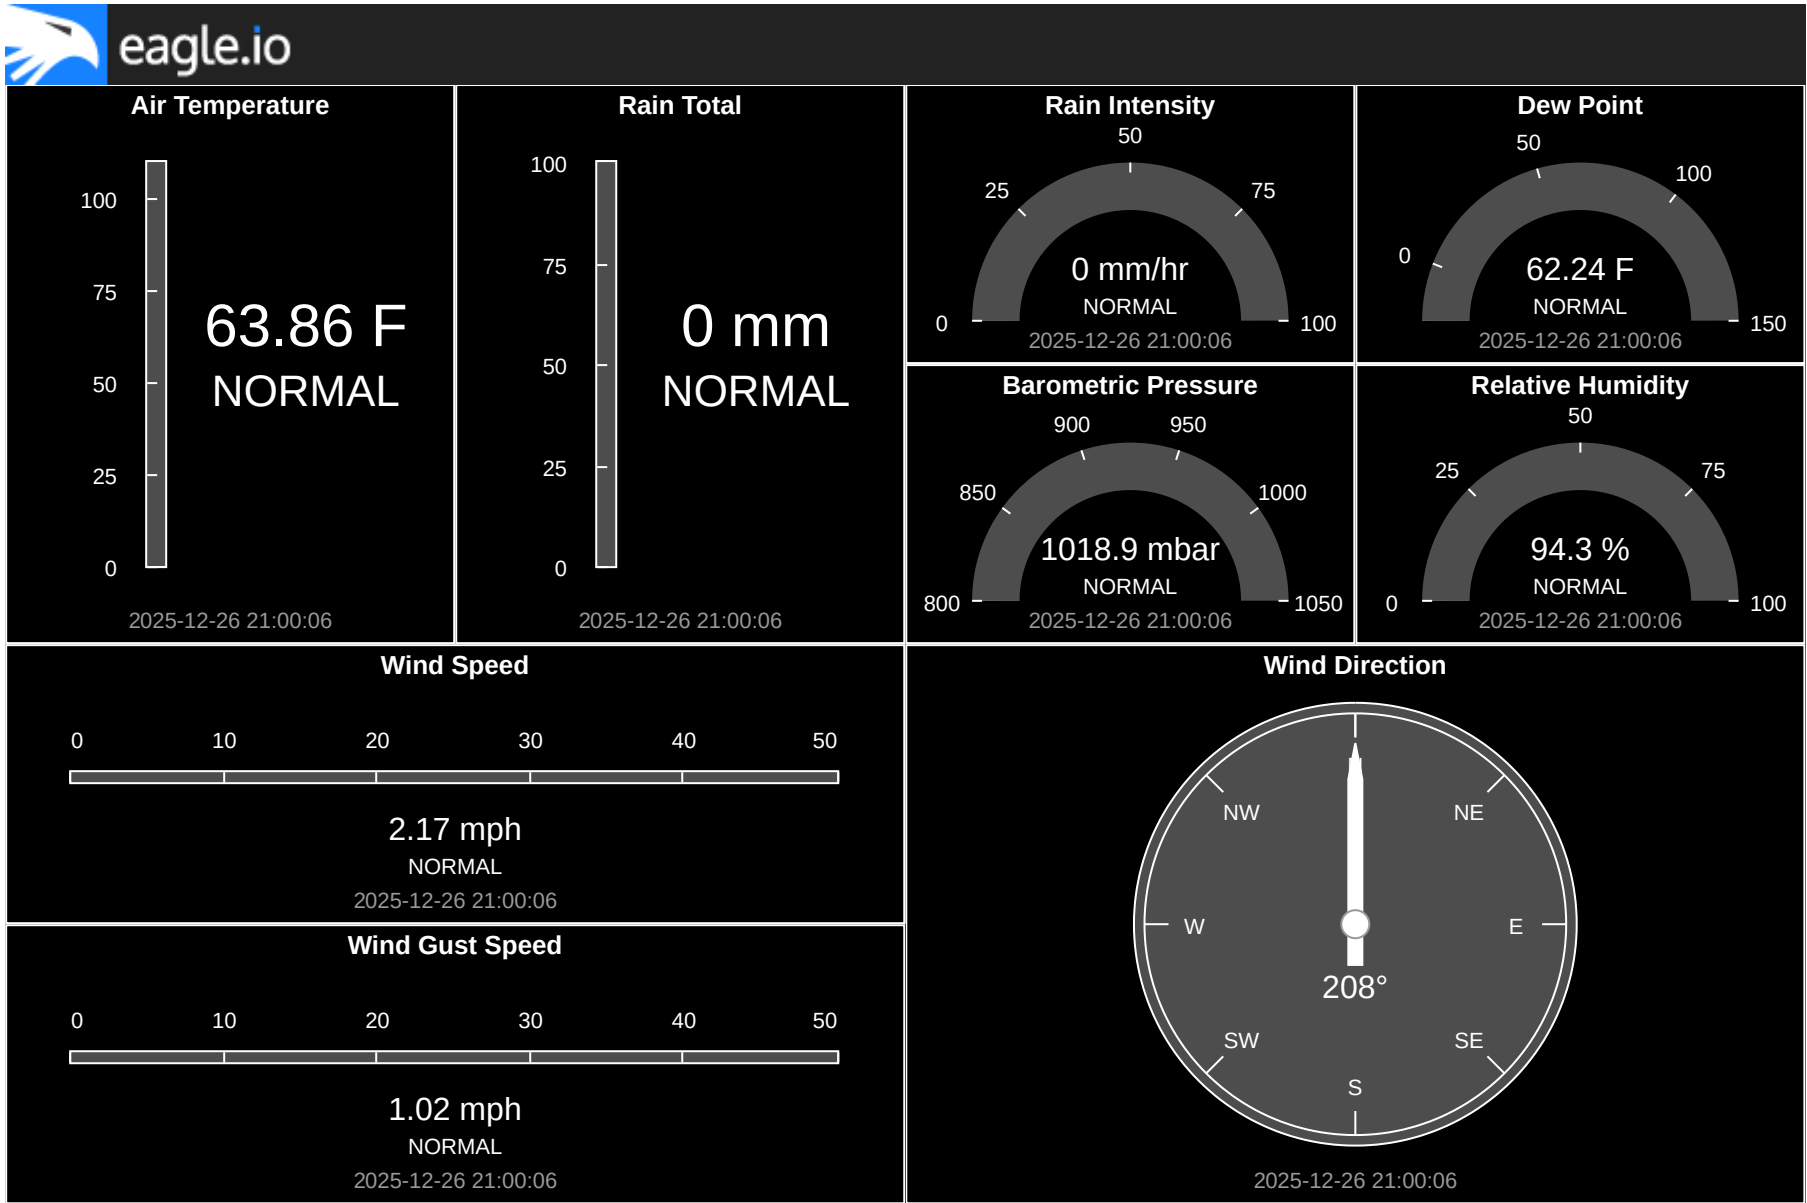 eagle.io
Air Temperature
100
75
50
25
0
63.86 F
NORMAL
2025-12-26 21:00:06
Rain Total
100
75
50
25
0
0 mm
NORMAL
2025-12-26 21:00:06
Rain Intensity
0
25
50
75
100
0 mm/hr
NORMAL
2025-12-26 21:00:06
Dew Point
0
50
100
150
62.24 F
NORMAL
2025-12-26 21:00:06
Barometric Pressure
800
850
900
950
1000
1050
1018.9 mbar
NORMAL
2025-12-26 21:00:06
Relative Humidity
0
25
50
75
100
94.3 %
NORMAL
2025-12-26 21:00:06
Wind Speed
0 10 20 30 40 50
2.17 mph
NORMAL
2025-12-26 21:00:06
Wind Gust Speed
0 10 20 30 40 50
1.02 mph
NORMAL
2025-12-26 21:00:06
Wind Direction
NW NE
W E
208°
SW SE
S
2025-12-26 21:00:06